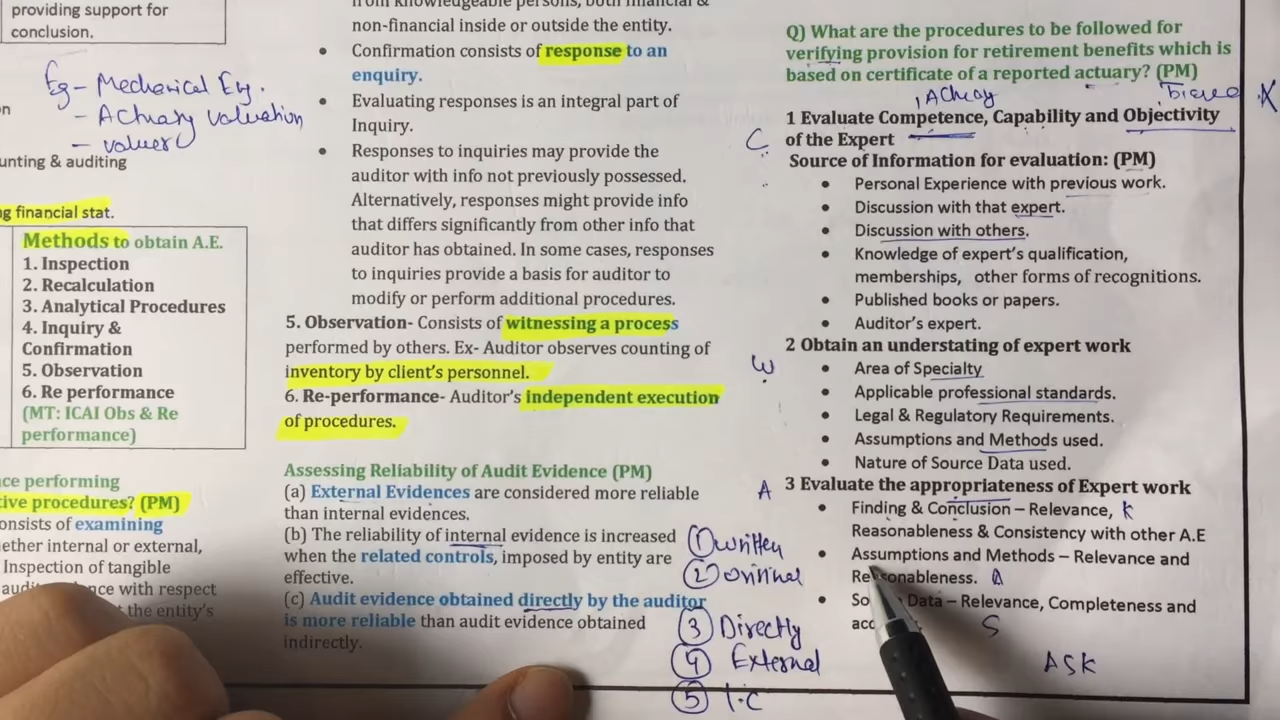 providing support for
conclusion.
Eg - Mechanical Eng.
- Actuary Valuation
- valuer
unting & auditing
g financial stat.
Methods to obtain A.E.
1. Inspection
2. Recalculation
3. Analytical Procedures
4. Inquiry &
Confirmation
5. Observation
6. Re performance
(MT: ICAI Obs & Re
performance)
ce performing
tive procedures? (PM)
onsists of examining
ether internal or external,
Inspection of tangible
nce with respect
the entity's
from knowledgeable persons, both financial &
non-financial inside or outside the entity.
• Confirmation consists of response to an
enquiry.
• Evaluating responses is an integral part of
Inquiry.
• Responses to inquiries may provide the
auditor with info not previously possessed.
Alternatively, responses might provide info
that differs significantly from other info that
auditor has obtained. In some cases, responses
to inquiries provide a basis for auditor to
modify or perform additional procedures.
5. Observation- Consists of witnessing a process
performed by others. Ex- Auditor observes counting of
inventory by client's personnel.
6. Re-performance- Auditor's independent execution
of procedures.
Assessing Reliability of Audit Evidence (PM)
(a) External Evidences are considered more reliable
than internal evidences.
(b) The reliability of internal evidence is increased
when the related controls, imposed by entity are
effective.
(c) Audit evidence obtained directly by the auditor
is more reliable than audit evidence obtained
indirectly.
① written
② original
③ Directly
④ External
⑤ I.C
Q) What are the procedures to be followed for
verifying provision for retirement benefits which is
based on certificate of a reported actuary? (PM)
Actuary
1 Evaluate Competence, Capability and Objectivity
C
of the Expert
Source of Information for evaluation: (PM)
• Personal Experience with previous work.
• Discussion with that expert.
• Discussion with others.
• Knowledge of expert's qualification,
memberships, other forms of recognitions.
• Published books or papers.
• Auditor's expert.
2 Obtain an understating of expert work
W
• Area of Specialty
• Applicable professional standards.
• Legal & Regulatory Requirements.
• Assumptions and Methods used.
• Nature of Source Data used.
A
3 Evaluate the appropriateness of Expert work
• Finding & Conclusion – Relevance, K
Reasonableness & Consistency with other A.E
• Assumptions and Methods – Relevance and
Reasonableness. A
• So Data – Relevance, Completeness and
acc
S
ASK